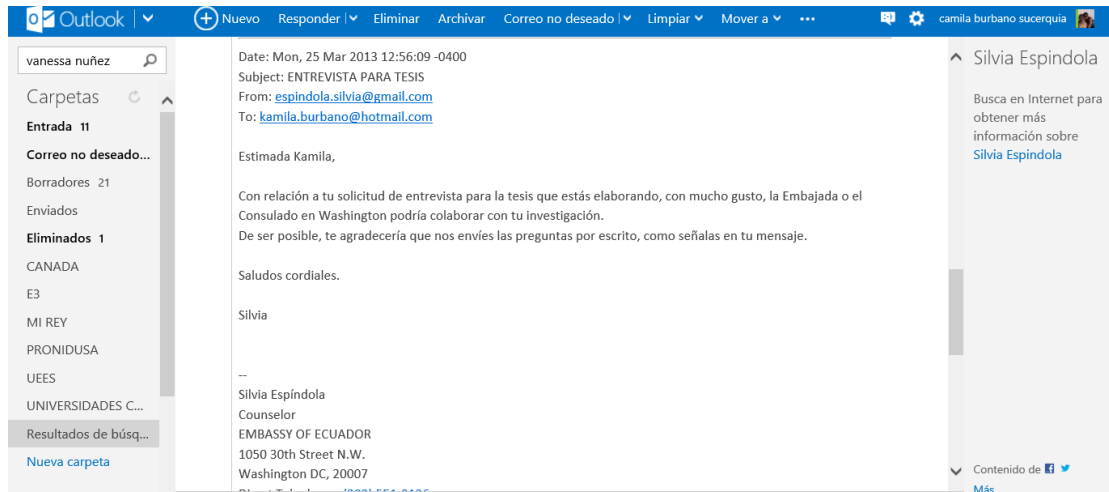 Outlook
Nuevo Responder Eliminar Archivar Correo no deseado Limpiar Mover a ... camila burbano sucerquia
vanessa nuñez
Carpetas
Entrada 11
Correo no deseado...
Borradores 21
Enviados
Eliminados 1
CANADA
E3
MI REY
PRONIDUSA
UEES
UNIVERSIDADES C...
Resultados de búsq...
Nueva carpeta
Date: Mon, 25 Mar 2013 12:56:09 -0400
Subject: ENTREVISTA PARA TESIS
From: espindola.silvia@gmail.com
To: kamila.burbano@hotmail.com
Estimada Kamila,
Con relación a tu solicitud de entrevista para la tesis que estás elaborando, con mucho gusto, la Embajada o el
Consulado en Washington podría colaborar con tu investigación.
De ser posible, te agradecería que nos envíes las preguntas por escrito, como señalas en tu mensaje.
Saludos cordiales.
Silvia
--
Silvia Espíndola
Counselor
EMBASSY OF ECUADOR
1050 30th Street N.W.
Washington DC, 20007
Silvia Espindola
Busca en Internet para
obtener más
información sobre
Silvia Espindola
Contenido de
Más